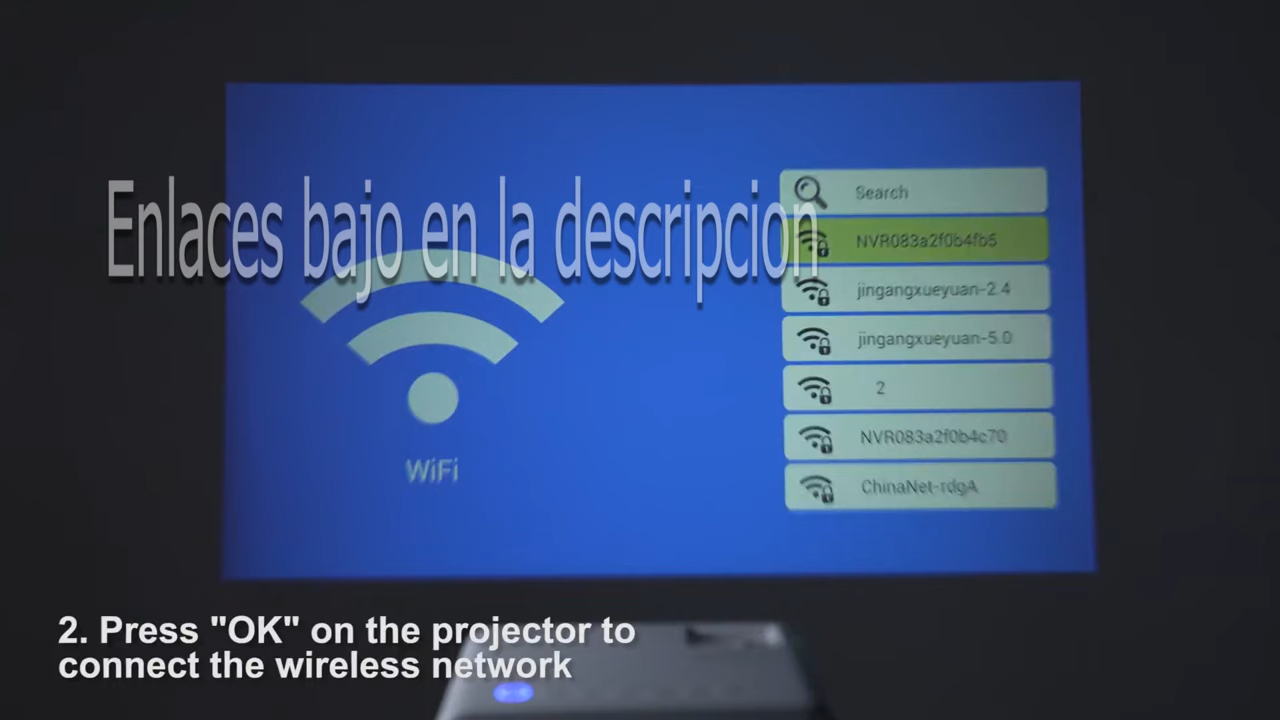 Enlaces bajo en la descripcion
Search
NVR083a2f0b4fb5
jingangxueyuan-2.4
jingangxueyuan-5.0
2
NVR083a2f0b4c70
ChinaNet-rdgA
WiFi
2. Press "OK" on the projector to
connect the wireless network